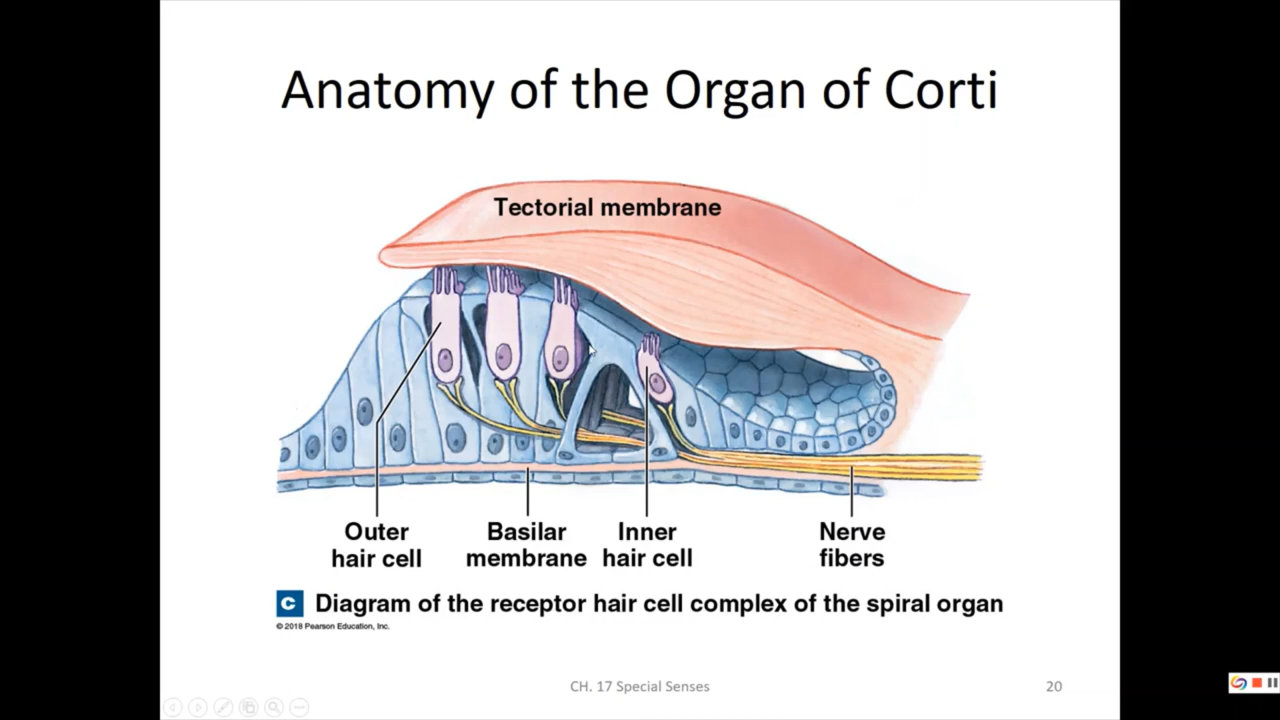 Anatomy of the Organ of Corti
Tectorial membrane
Outer
hair cell
Basilar
membrane
Inner
hair cell
Nerve
fibers
C Diagram of the receptor hair cell complex of the spiral organ
© 2018 Pearson Education, Inc.
CH. 17 Special Senses
20